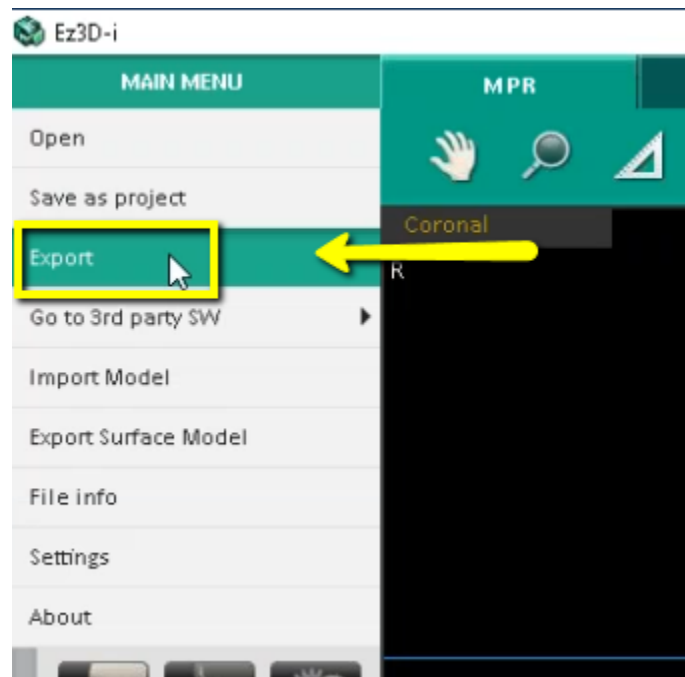 Ez3D-i
MAIN MENU
MPR
Open
Save as project
Coronal
Export
R
Go to 3rd party SW
Import Model
Export Surface Model
File info
Settings
About